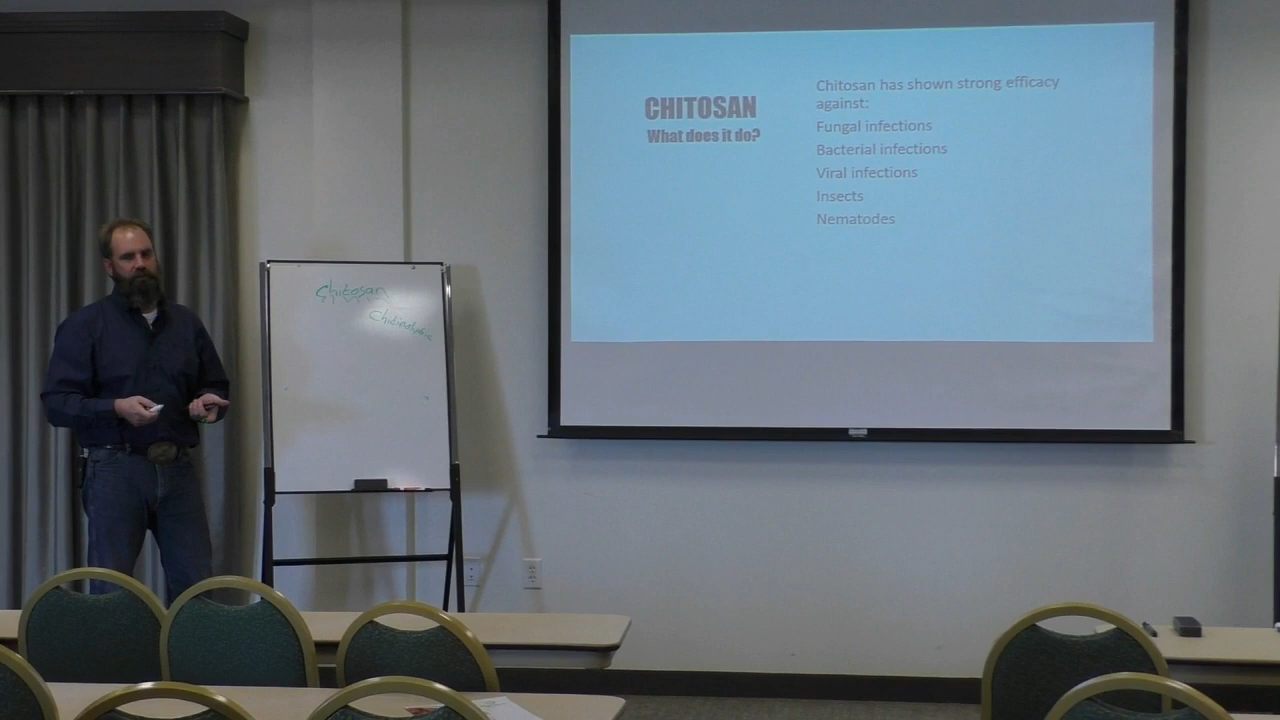 CHITOSAN
What does it do?
Chitosan has shown strong efficacy
against:
Fungal infections
Bacterial infections
Viral infections
Insects
Nematodes
Chitosan